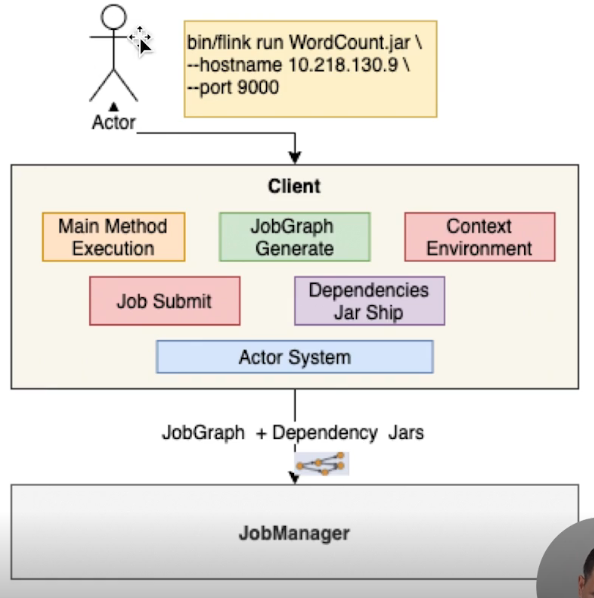 bin/flink run WordCount.jar \
--hostname 10.218.130.9 \
--port 9000
Actor
Client
Main Method
Execution
JobGraph
Generate
Context
Environment
Job Submit
Dependencies
Jar Ship
Actor System
JobGraph + Dependency Jars
JobManager